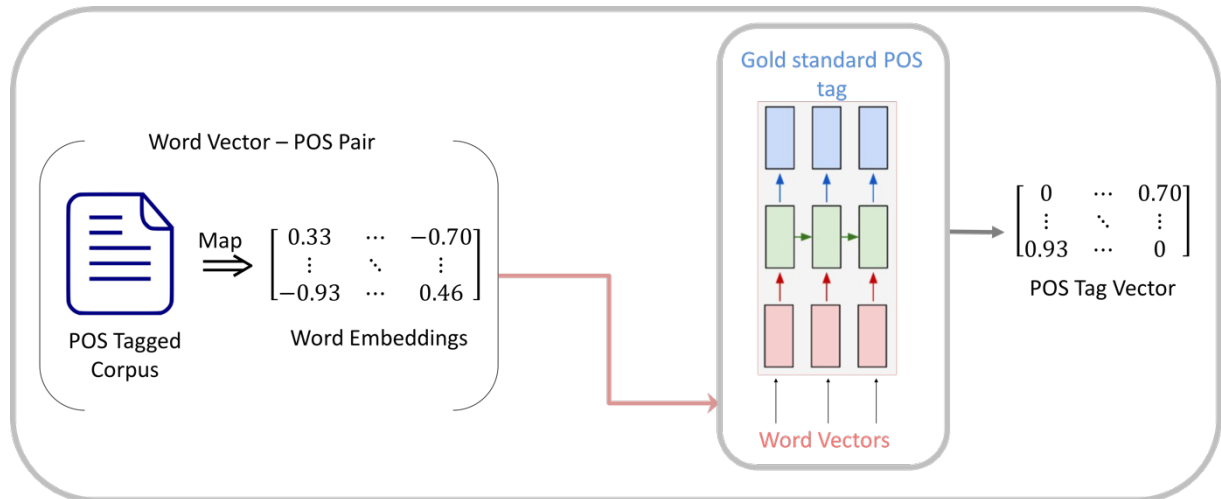 Word Vector – POS Pair
POS Tagged
Corpus
Map
0.33 ⋯ −0.70
⋮ ⋱ ⋮
−0.93 ⋯ 0.46
Word Embeddings
Gold standard POS
tag
Word Vectors
0 ⋯ 0.70
⋮ ⋱ ⋮
0.93 ⋯ 0
POS Tag Vector